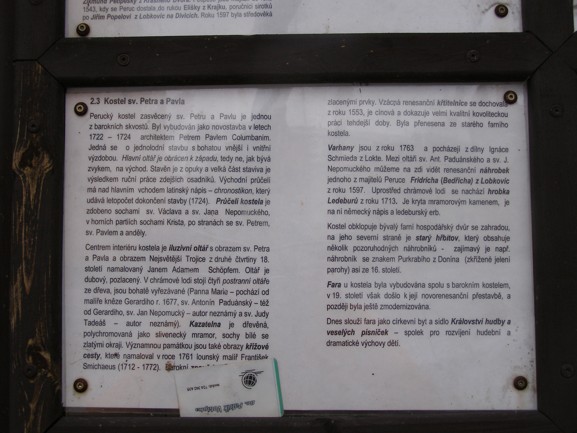 Zikmund Pětipeský z Krásného Dvora.
1543, kdy se Peruc dostala do rukou Elišky z Krajku, poručnicí sirotků
po Jiřím Popelovi z Lobkovic na Divicích. Roku 1597 byla středověká
2.3 Kostel sv. Petra a Pavla
Perucký kostel zasvěcený sv. Petru a Pavlu je jednou
z barokních skvostů. Byl vybudován jako novostavba v letech
1722 – 1724 architektem Petrem Pavlem Columbanim.
Jedná se o jednolodní stavbu s bohatou vnější i vnitřní
výzdobou. Hlavní oltář je obrácen k západu, tedy ne, jak bývá
zvykem, na východ. Stavěn je z opuky a velká část staviva je
výsledkem ruční práce zdejších osadníků. Východní průčelí
má nad hlavním vchodem latinský nápis – chronostikon, který
udává letopočet dokončení stavby (1724). Průčelí kostela je
zdobeno sochami sv. Václava a sv. Jana Nepomuckého,
v horních partiích sochami Krista, po stranách se sv. Petrem,
sv. Pavlem a anděly.
Centrem interiéru kostela je iluzivní oltář s obrazem sv. Petra
a Pavla a obrazem Nejsvětější Trojice z druhé čtvrtiny 18.
století namalovaný Janem Adamem Schöpfem. Oltář je
dubový, pozlacený. V chrámové lodi stojí čtyři postranní oltáře
ze dřeva, jsou bohatě vyřezávané (Panna Marie – pochází od
malíře kněze Gerardiho r. 1677, sv. Antonín Paduánský – též
od Gerardiho, sv. Jan Nepomucký – autor neznámý a sv. Judy
Tadeáš – autor neznámý). Kazatelna je dřevěná,
polychromovaná jako slivenecký mramor, sochy bílé se
zlatými okraji. Významnou památkou jsou také obrazy křížové
cesty, které namaloval v roce 1761 lounský malíř František
Smichaeus (1712 - 1772).
zlacenými prvky. Vzácná renesanční křtitelnice se dochovala
z roku 1553, je cínová a dokazuje velmi kvalitní koloveckou
práci tehdejší doby. Byla přenesena ze starého farního
kostela.
Varhany jsou z roku 1763 a pocházejí z dílny Ignáce
Schmieda z Lokte. Mezi oltáři sv. Ant. Paduánského a sv. J.
Nepomuckého můžeme na zdi vidět renesanční náhrobek
jednoho z majitelů Peruce Fridricha (Bedřicha) z Lobkovic
z roku 1597. Uprostřed chrámové lodi se nachází hrobka
Ledeburů z roku 1713. Je kryta mramorovým kamenem, je
na ní německý nápis a ledeburský erb.
Kostel obklopuje bývalý farní hospodářský dvůr se zahradou,
na jeho severní straně je starý hřbitov, který obsahuje
několik pozoruhodných náhrobníků - zajímavý je např.
náhrobník se znakem Purkrabího z Donína (zkřížené jelení
parohy) asi ze 16. století.
Fara u kostela byla vybudována spolu s barokním kostelem,
v 19. století však došlo k její novorenesanční přestavbě, a
později byla ještě zmodernizována.
Dnes slouží fara jako církevní byt a sídlo Království hudby a
veselých písniček – spolek pro rozvíjení hudební a
dramatické výchovy dětí.